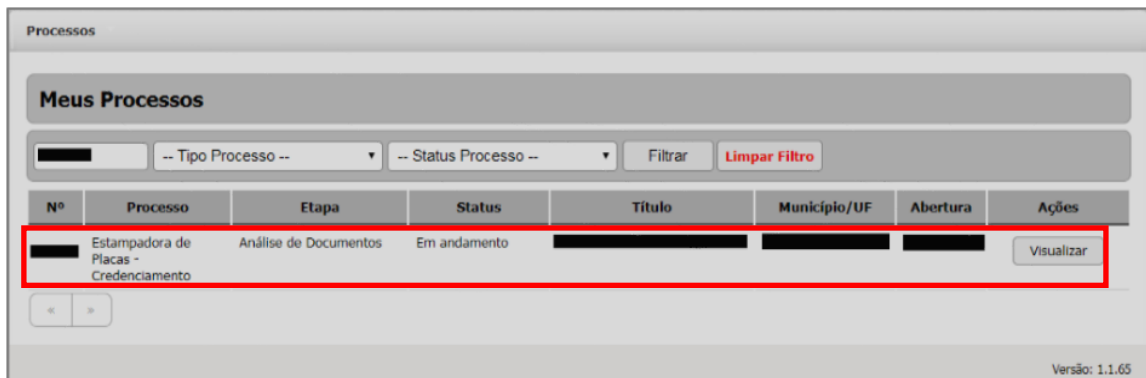 Processos
Meus Processos
-- Tipo Processo -- -- Status Processo -- Filtrar Limpar Filtro
Nº Processo Etapa Status Título Município/UF Abertura Ações
Estampadora de Análise de Documentos Em andamento Visualizar
Placas -
Credenciamento
« »
Versão: 1.1.65